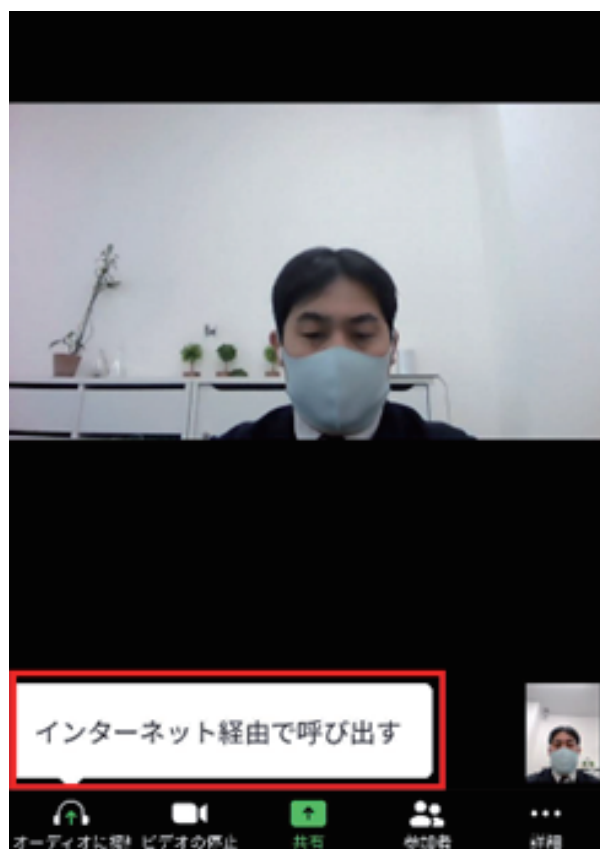 インターネット経由で呼び出す
オーディオに接
ビデオの停止
共有
参加者
詳細